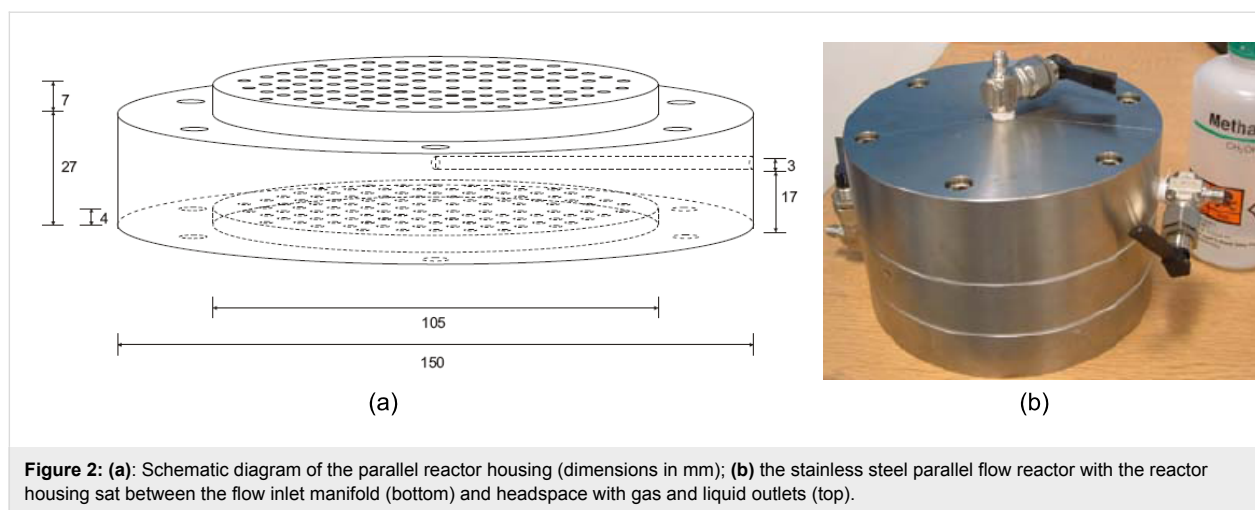 7
27
4
3
17
105
150
(a)
Metha
(b)
Figure 2: (a): Schematic diagram of the parallel reactor housing (dimensions in mm); (b) the stainless steel parallel flow reactor with the reactor
housing sat between the flow inlet manifold (bottom) and headspace with gas and liquid outlets (top).